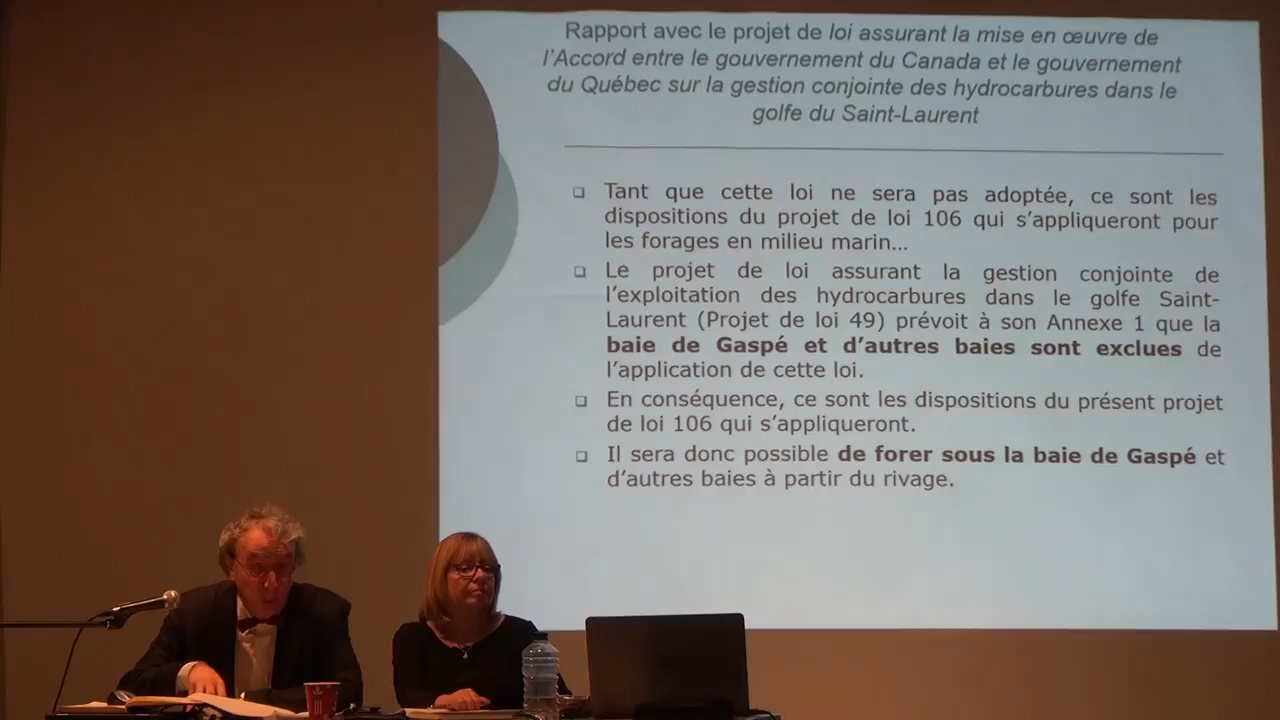 Rapport avec le projet de loi assurant la mise en œuvre de
l'Accord entre le gouvernement du Canada et le gouvernement
du Québec sur la gestion conjointe des hydrocarbures dans le
golfe du Saint-Laurent
❑ Tant que cette loi ne sera pas adoptée, ce sont les
dispositions du projet de loi 106 qui s'appliqueront pour
les forages en milieu marin…
❑ Le projet de loi assurant la gestion conjointe de
l'exploitation des hydrocarbures dans le golfe Saint-
Laurent (Projet de loi 49) prévoit à son Annexe 1 que la
baie de Gaspé et d'autres baies sont exclues de
l'application de cette loi.
❑ En conséquence, ce sont les dispositions du présent projet
de loi 106 qui s'appliqueront.
❑ Il sera donc possible de forer sous la baie de Gaspé et
d'autres baies à partir du rivage.